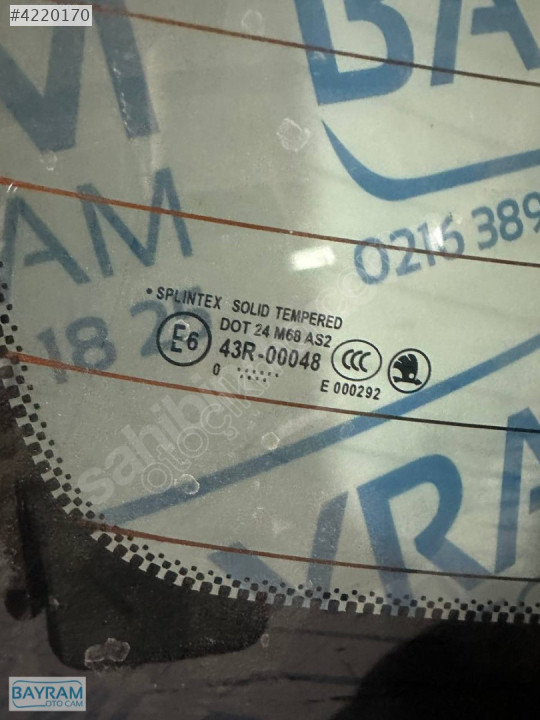 #4220170
BA
0216 389
AM
18 2
• SPLINTEX SOLID TEMPERED
DOT 24 M68 AS2
E6 43R-00048 CCC
0
E 000292
sahibinden
YRA
BAYRAM
OTO CAM